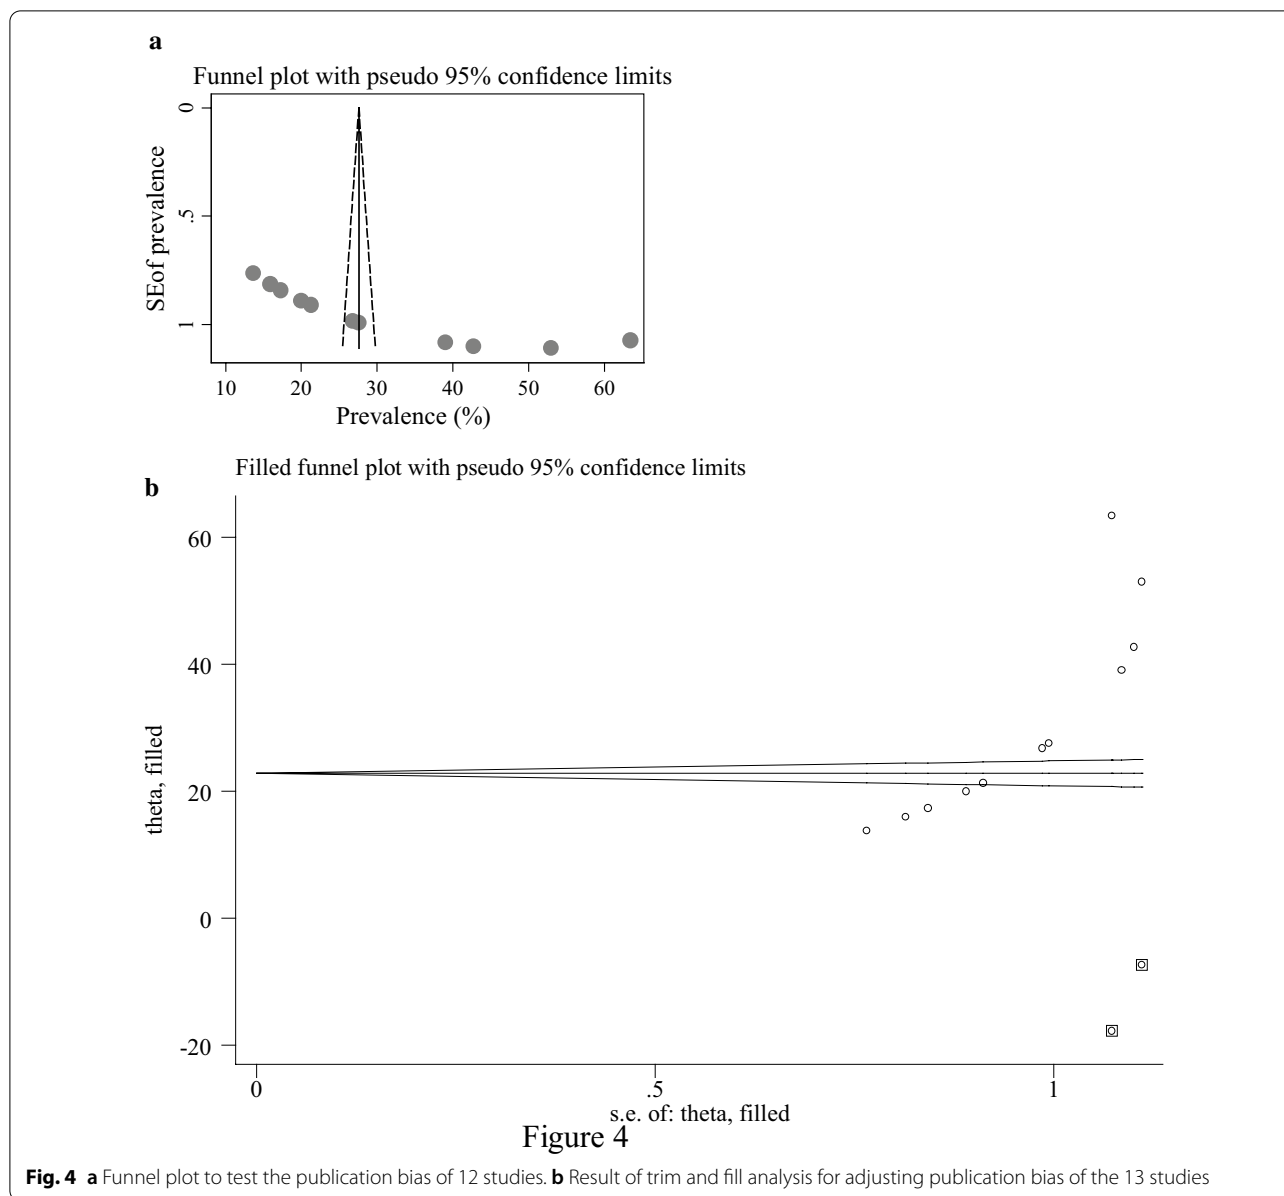 a
Funnel plot with pseudo 95% confidence limits
0
.5
1
SEof prevalence
10 20 30 40 50 60
Prevalence (%)
Filled funnel plot with pseudo 95% confidence limits
b
60
40
20
0
-20
theta, filled
0 .5 1
s.e. of: theta, filled
Figure 4
Fig. 4 a Funnel plot to test the publication bias of 12 studies. b Result of trim and fill analysis for adjusting publication bias of the 13 studies